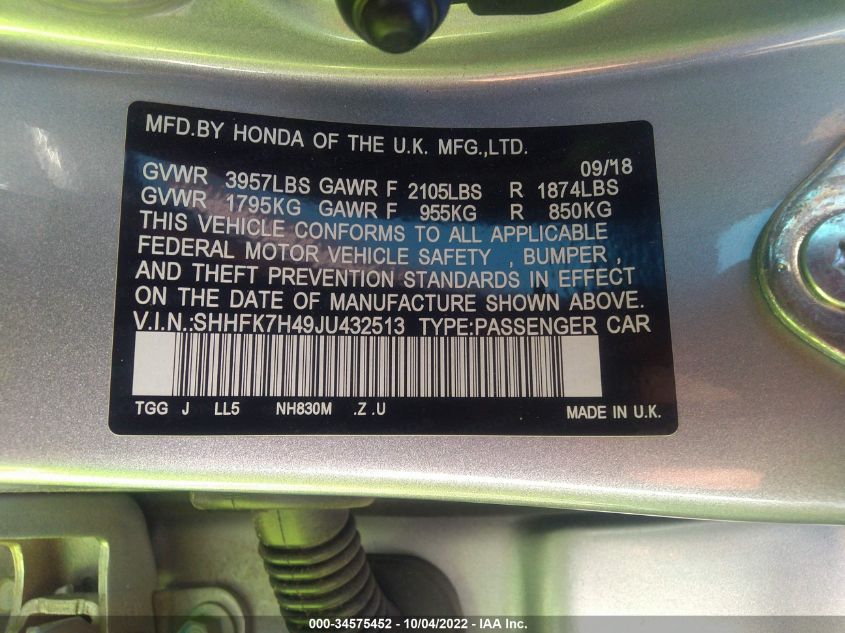 MFD.BY HONDA OF THE U.K. MFG.,LTD.
09/18
GVWR 3957LBS GAWR F 2105LBS R 1874LBS
GVWR 1795KG GAWR F 955KG R 850KG
THIS VEHICLE CONFORMS TO ALL APPLICABLE
FEDERAL MOTOR VEHICLE SAFETY , BUMPER ,
AND THEFT PREVENTION STANDARDS IN EFFECT
ON THE DATE OF MANUFACTURE SHOWN ABOVE.
V.I.N.:SHHFK7H49JU432513 TYPE:PASSENGER CAR
TGG J LL5 NH830M .Z .U MADE IN U.K.
000-34575452 - 10/04/2022 - IAA Inc.